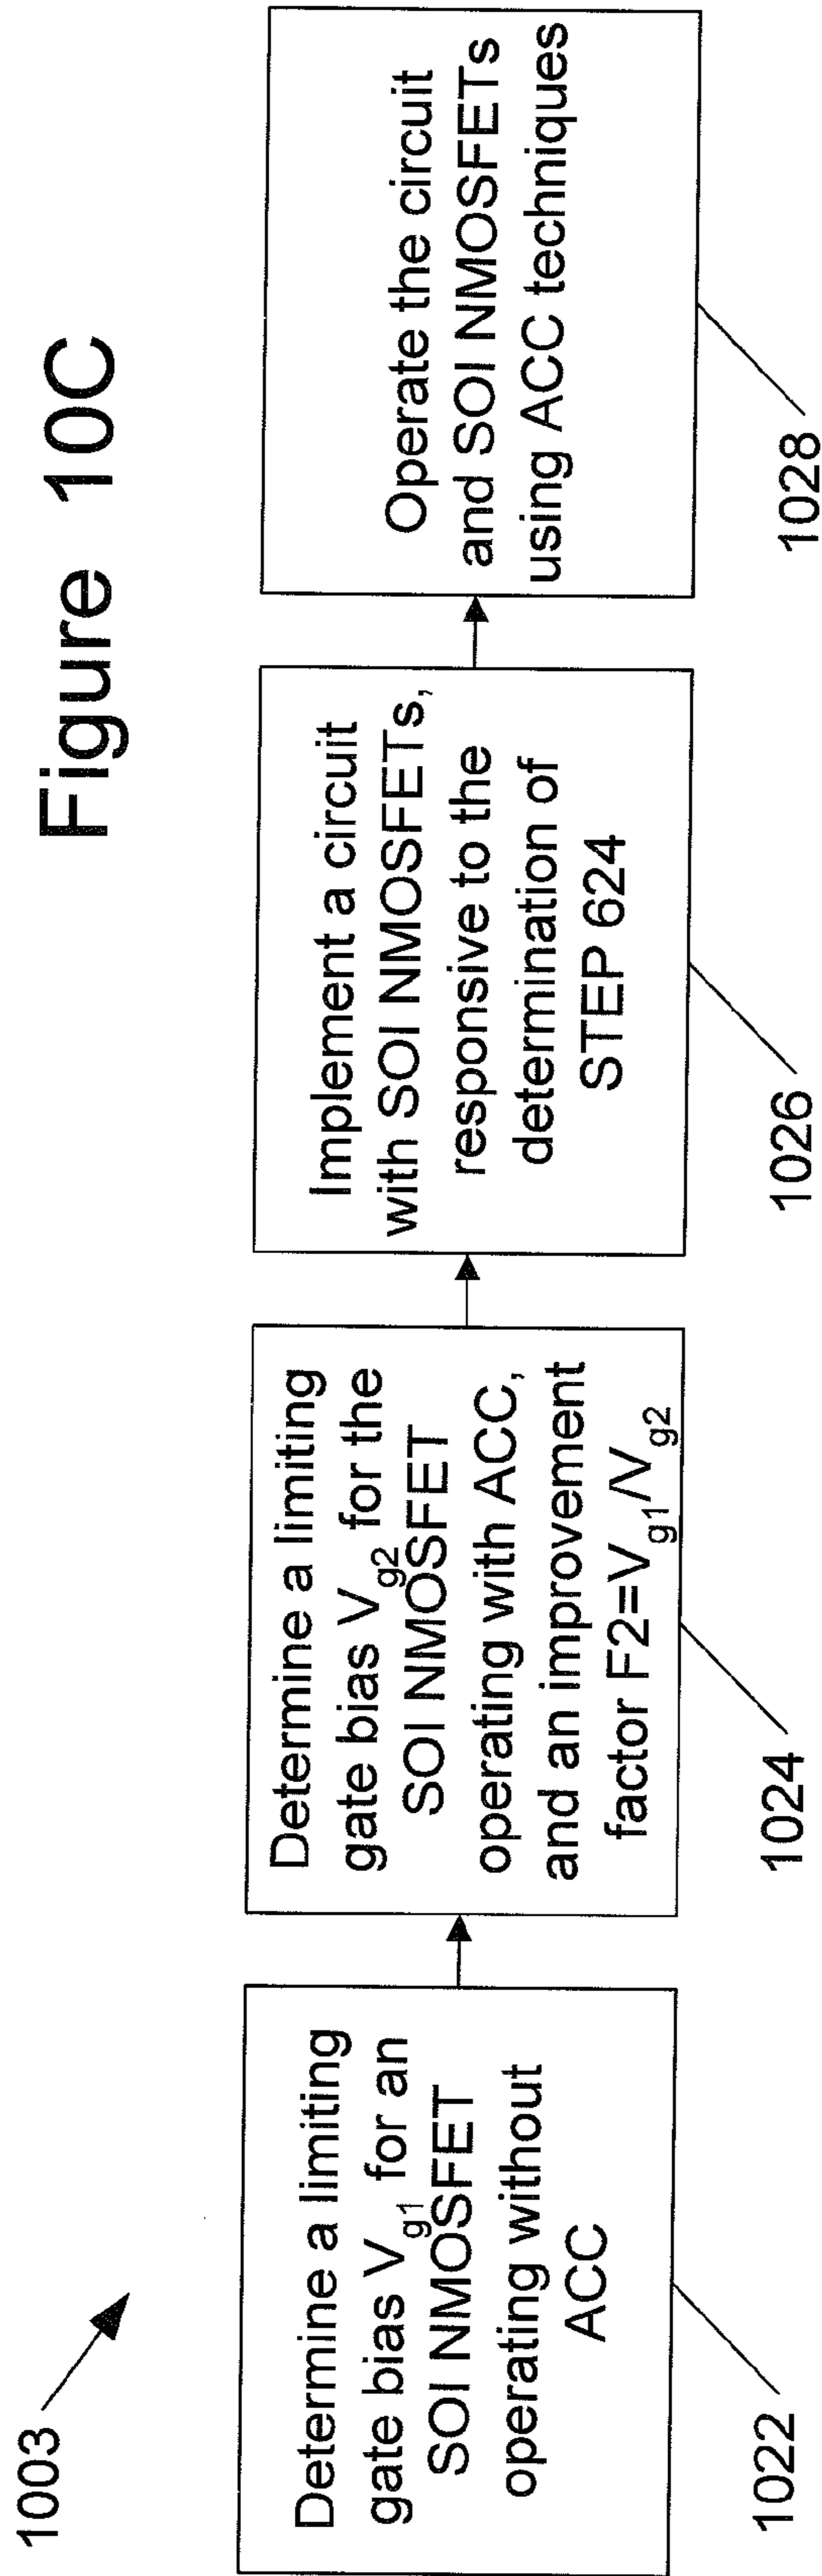 Figure 10C
1003
Determine a limiting
gate bias Vg1 for an
SOI NMOSFET
operating without
ACC
1022
Determine a limiting
gate bias Vg2 for the
SOI NMOSFET
operating with ACC,
and an improvement
factor F2=Vg1/Vg2
1024
Implement a circuit
with SOI NMOSFETs,
responsive to the
determination of
STEP 624
1026
Operate the circuit
and SOI NMOSFETs
using ACC techniques
1028